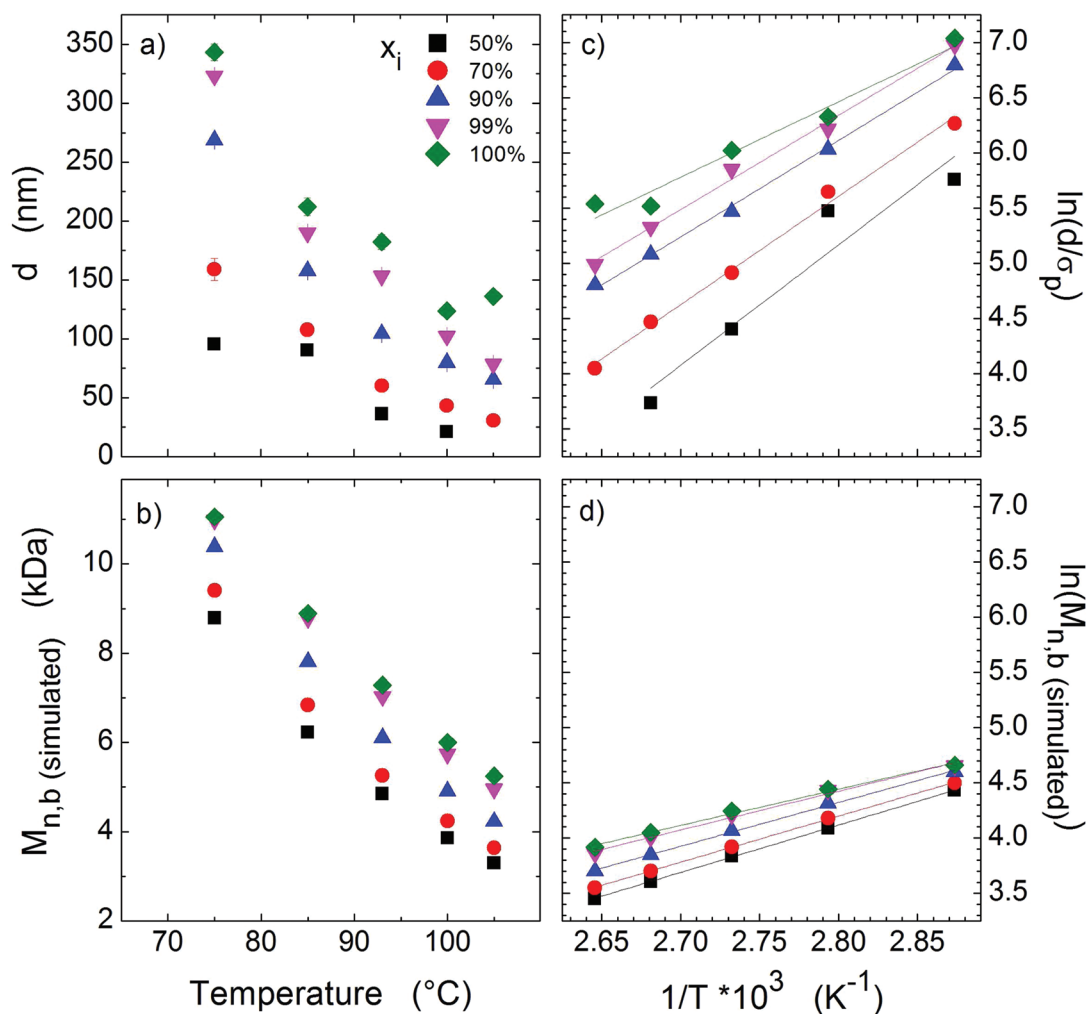 a)
x_i
50%
70%
90%
99%
100%
350
300
250
200
150
100
50
0
d (nm)
c)
7.0
6.5
6.0
5.5
5.0
4.5
4.0
3.5
ln(d/σ_p)
b)
10
8
6
4
2
M_n,b (simulated) (kDa)
70 80 90 100
Temperature (°C)
d)
7.0
6.5
6.0
5.5
5.0
4.5
4.0
3.5
ln(M_n,b (simulated))
2.65 2.70 2.75 2.80 2.85
1/T *10³ (K⁻¹)